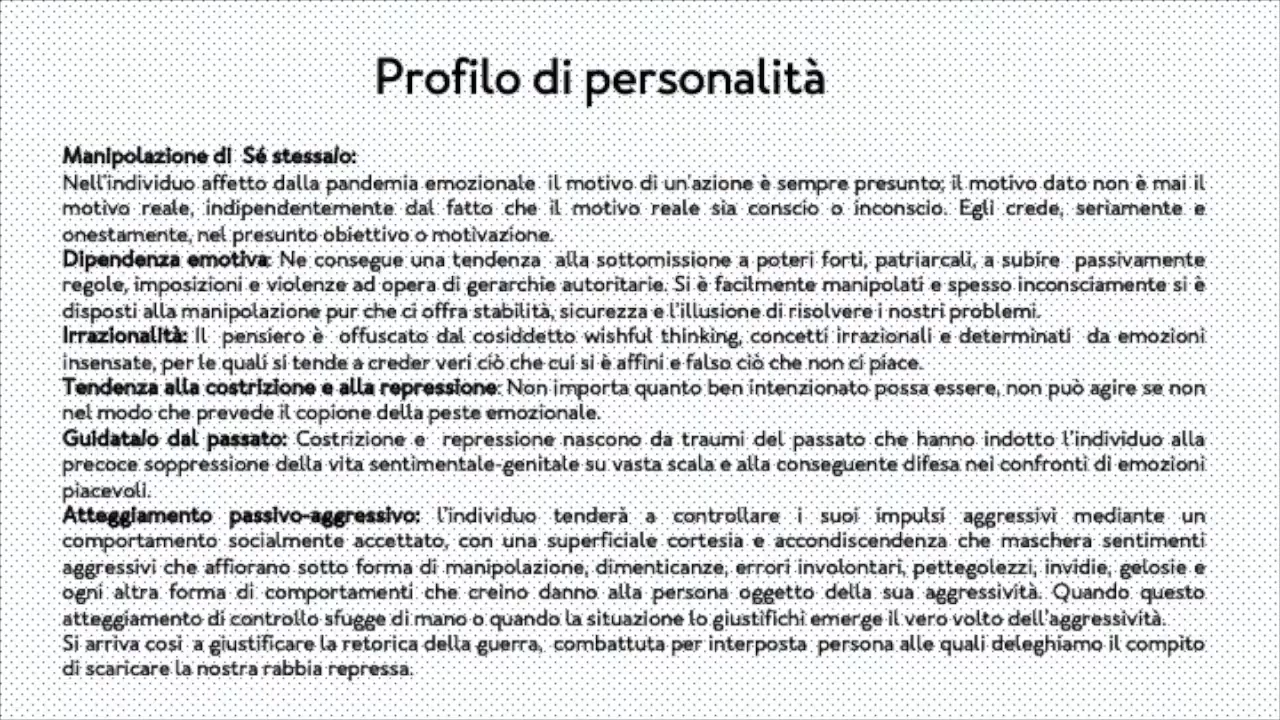 Profilo di personalità
Manipolazione di Sé stessa/o:
Nell'individuo affetto dalla pandemia emozionale il motivo di un'azione è sempre presunto; il motivo dato non è mai il
motivo reale, indipendentemente dal fatto che il motivo reale sia conscio o inconscio. Egli crede, seriamente e
onestamente, nel presunto obiettivo o motivazione.
Dipendenza emotiva: Ne consegue una tendenza alla sottomissione a poteri forti, patriarcali, a subire passivamente
regole, imposizioni e violenze ad opera di gerarchie autoritarie. Si è facilmente manipolati e spesso inconsciamente si è
disposti alla manipolazione pur che ci offra stabilità, sicurezza e l'illusione di risolvere i nostri problemi.
Irrazionalità: Il pensiero è offuscato dal cosiddetto wishful thinking, concetti irrazionali e determinati da emozioni
insensate, per le quali si tende a creder veri ciò che cui si è affini e falso ciò che non ci piace.
Tendenza alla costrizione e alla repressione: Non importa quanto ben intenzionato possa essere, non può agire se non
nel modo che prevede il copione della peste emozionale.
Guidata/o dal passato: Costrizione e repressione nascono da traumi del passato che hanno indotto l'individuo alla
precoce soppressione della vita sentimentale-genitale su vasta scala e alla conseguente difesa nei confronti di emozioni
piacevoli.
Atteggiamento passivo-aggressivo: l'individuo tenderà a controllare i suoi impulsi aggressivi mediante un
comportamento socialmente accettato, con una superficiale cortesia e accondiscendenza che maschera sentimenti
aggressivi che affiorano sotto forma di manipolazione, dimenticanze, errori involontari, pettegolezzi, invidie, gelosie e
ogni altra forma di comportamenti che creino danno alla persona oggetto della sua aggressività. Quando questo
atteggiamento di controllo sfugge di mano o quando la situazione lo giustifichi emerge il vero volto dell'aggressività.
Si arriva così a giustificare la retorica della guerra, combattuta per interposta persona alle quali deleghiamo il compito
di scaricare la nostra rabbia repressa.